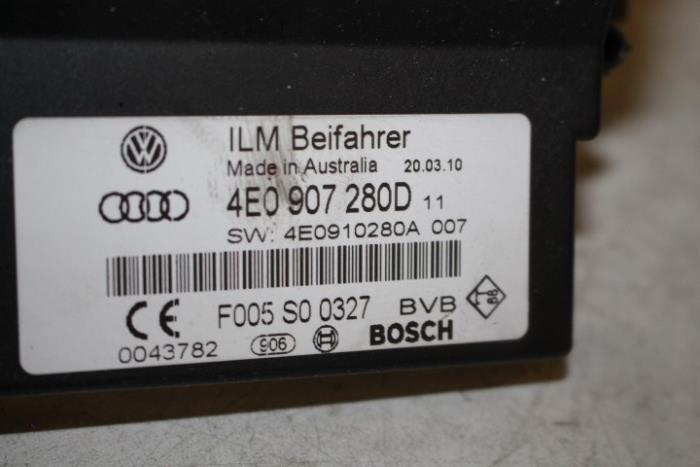 ILM Beifahrer
Made in Australia 20.03.10
4E0 907 280D 11
SW: 4E0910280A 007
F005 S0 0327 BVB
0043782 906 BOSCH